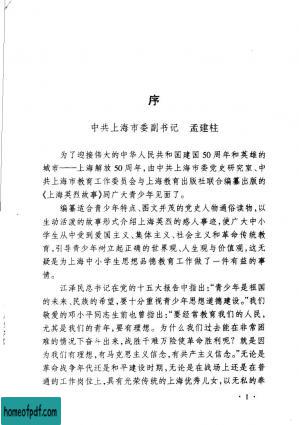 序
中共上海市委副书记　孟建柱
为了迎接伟大的中华人民共和国建国50周年和英雄的
城市——上海解放50周年,由中共上海市委党史研究室、中
共上海市教育工作委员会与上海教育出版社联合编纂出版的
《上海英烈故事》同广大青少年见面了。
编纂适合青少年特点、图文并茂的党史人物通俗读物,以
生动活泼的故事形式介绍上海英烈的感人事迹,使广大中小
学生从中受到爱国主义、集体主义、社会主义和革命传统教
育,引导青少年树立起正确的世界观、人生观与价值观,这无
疑是为上海中小学生思想品德教育工作做了一件有益的事
情。
江泽民总书记在党的十五大报告中指出:“青少年是祖国
的未来、民族的希望,要十分重视青少年思想道德建设。”我们
敬爱的邓小平同志生前也曾指出:“要经常教育我们的人民,
尤其是我们的青年,要有理想。为什么我们过去能在非常困
难的情况下奋斗出来,战胜千难万险使革命胜利呢?就是因
为我们有理想,有马克思主义信念,有共产主义信念。”无论是
革命战争年代还是和平建设时期,无论是在战场上还是在普
通的工作岗位上,具有光荣传统的上海优秀儿女,以无私的奉
· 1 ·
homeofpdf.com
homeofpdf.com